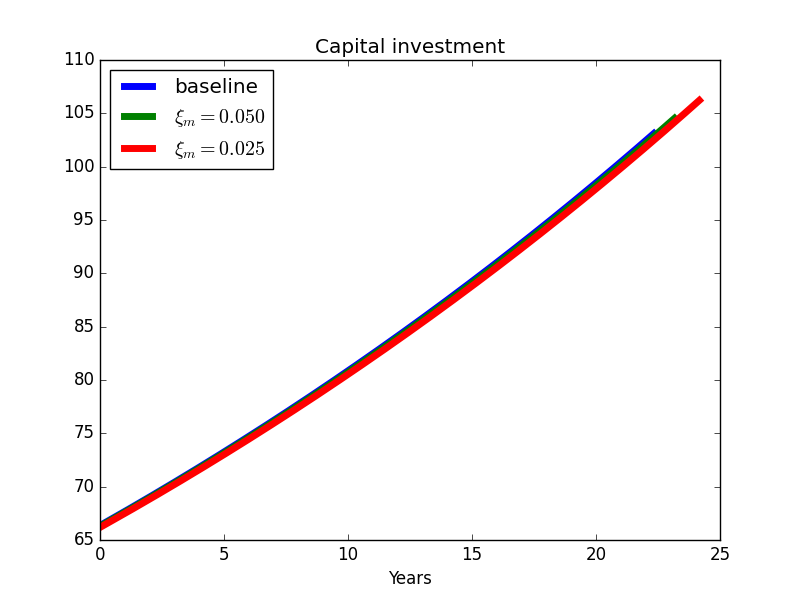 Capital investment
110
105
100
95
90
85
80
75
70
65
baseline
ξm = 0.050
ξm = 0.025
0 5 10 15 20 25
Years